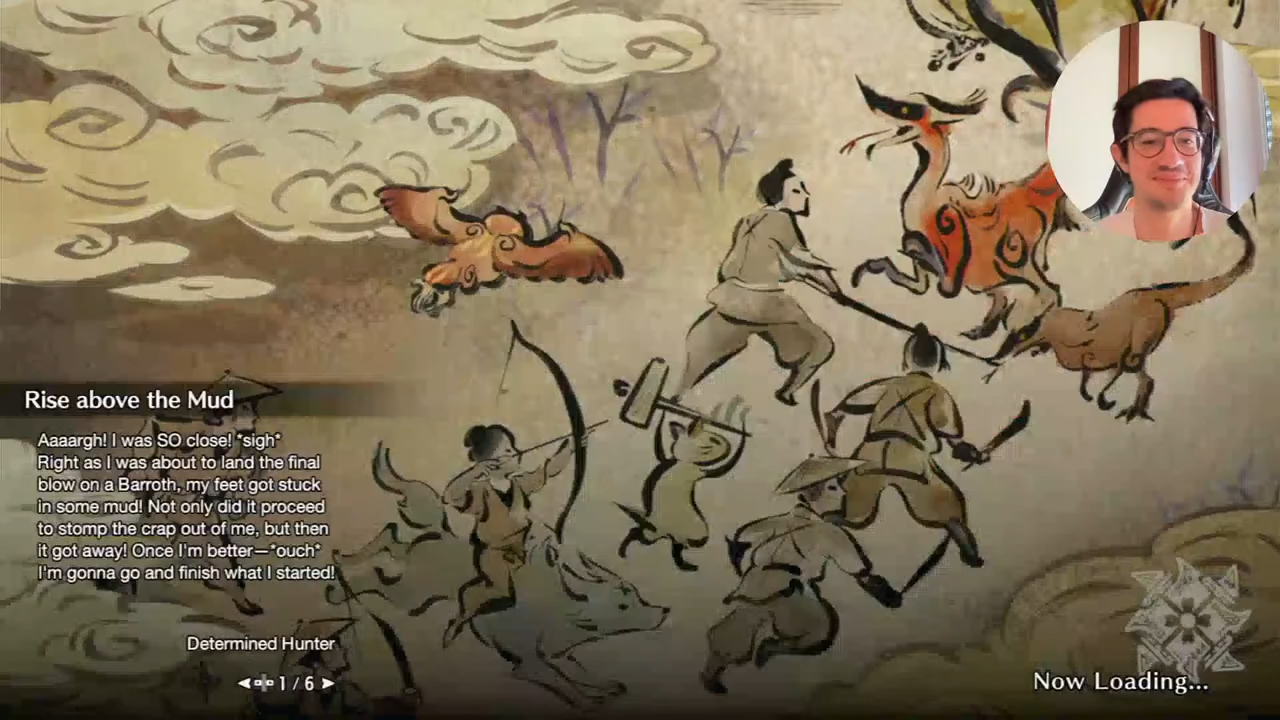 Rise above the Mud
Aaaargh! I was SO close! *sigh*
Right as I was about to land the final
blow on a Barroth, my feet got stuck
in some mud! Not only did it proceed
to stomp the crap out of me, but then
it got away! Once I'm better—*ouch*
I'm gonna go and finish what I started!
Determined Hunter
1 / 6
Now Loading...